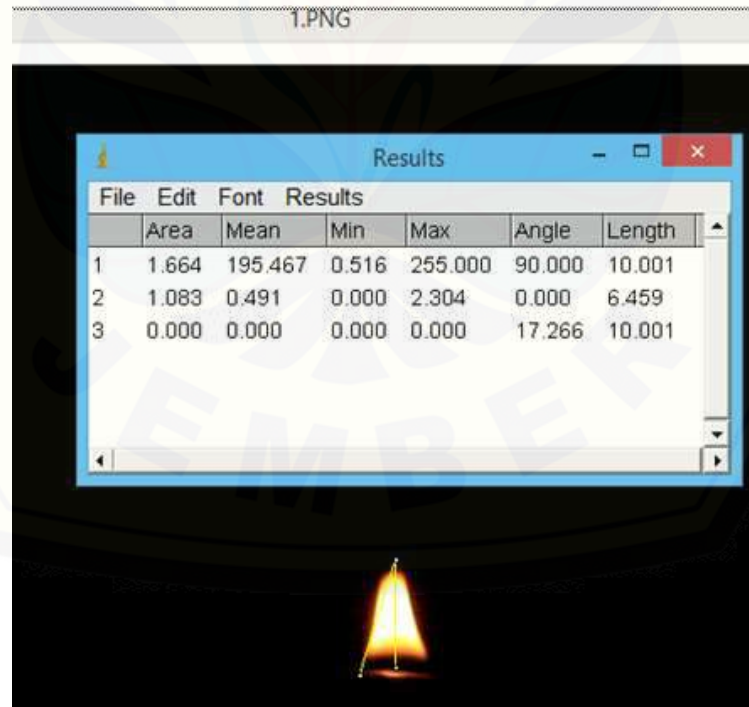 1.PNG
Results
File Edit Font Results
Area Mean Min Max Angle Length
1 1.664 195.467 0.516 255.000 90.000 10.001
2 1.083 0.491 0.000 2.304 0.000 6.459
3 0.000 0.000 0.000 0.000 17.266 10.001
JEMBER